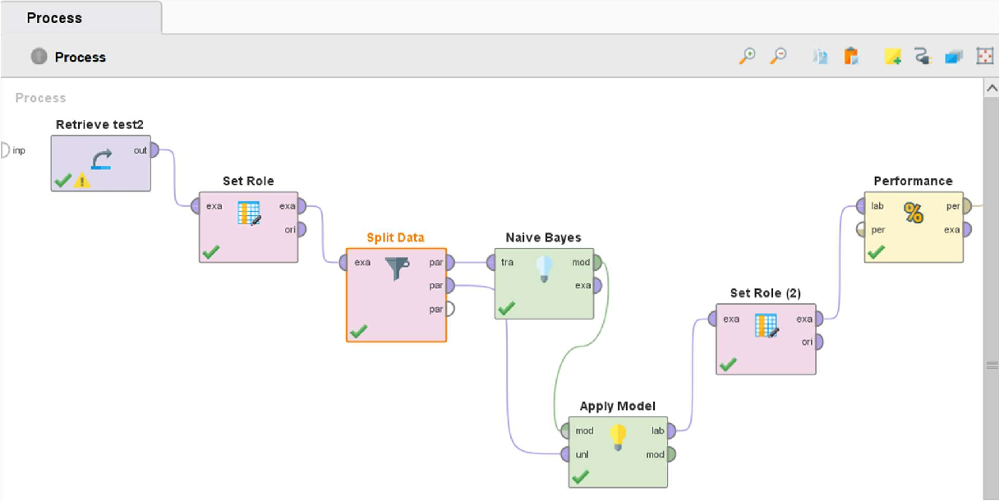 Process
Process
Process
Retrieve test2
inp
out
Set Role
exa
exa
ori
Split Data
exa
par
par
par
Naive Bayes
tra
mod
exa
Apply Model
mod
lab
unl
mod
Set Role (2)
exa
exa
ori
Performance
lab
per
per
exa
%